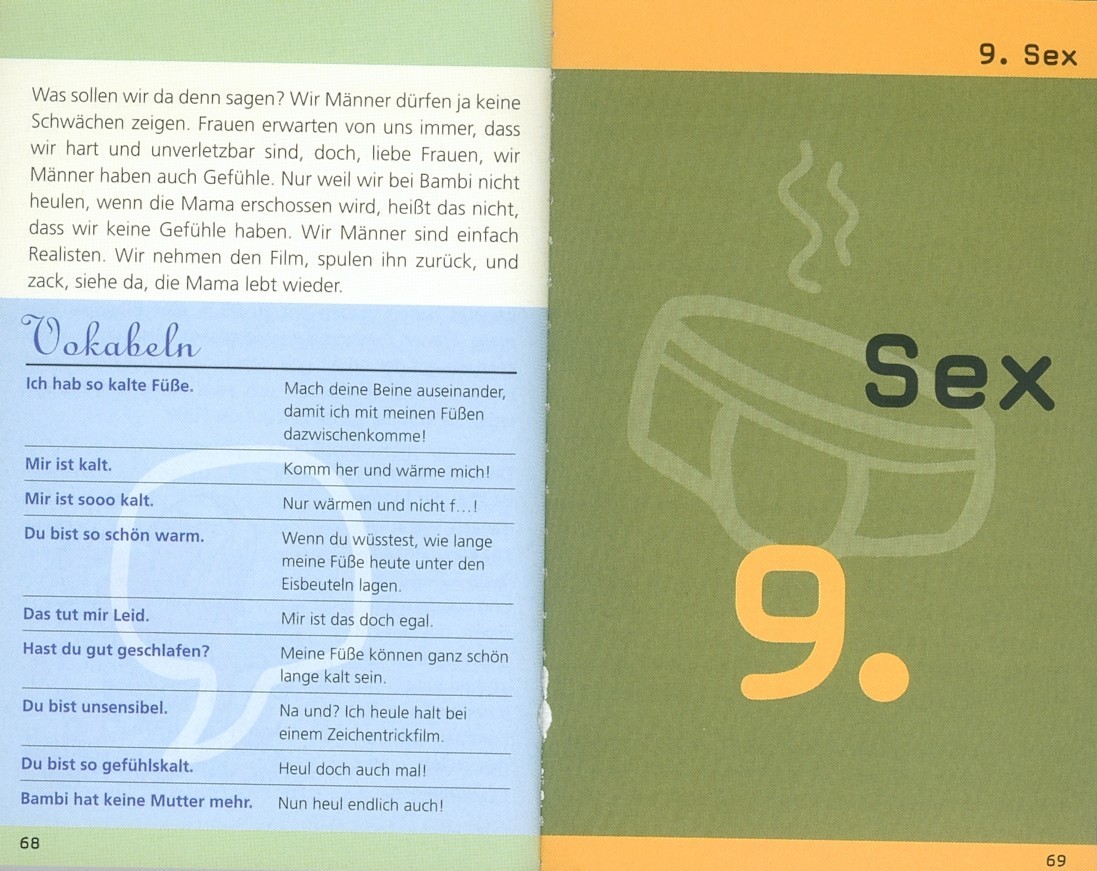 Was sollen wir da denn sagen? Wir Männer dürfen ja keine
Schwächen zeigen. Frauen erwarten von uns immer, dass
wir hart und unverletzbar sind, doch, liebe Frauen, wir
Männer haben auch Gefühle. Nur weil wir bei Bambi nicht
heulen, wenn die Mama erschossen wird, heißt das nicht,
dass wir keine Gefühle haben. Wir Männer sind einfach
Realisten. Wir nehmen den Film, spulen ihn zurück, und
zack, siehe da, die Mama lebt wieder.
Vokabeln
Ich hab so kalte Füße. Mach deine Beine auseinander,
damit ich mit meinen Füßen
dazwischenkomme!
Mir ist kalt. Komm her und wärme mich!
Mir ist sooo kalt. Nur wärmen und nicht f...!
Du bist so schön warm. Wenn du wüsstest, wie lange
meine Füße heute unter den
Eisbeuteln lagen.
Das tut mir Leid. Mir ist das doch egal.
Hast du gut geschlafen? Meine Füße können ganz schön
lange kalt sein.
Du bist unsensibel. Na und? Ich heule halt bei
einem Zeichentrickfilm.
Du bist so gefühlskalt. Heul doch auch mal!
Bambi hat keine Mutter mehr. Nun heul endlich auch!
68
9. Sex
Sex
9.
69